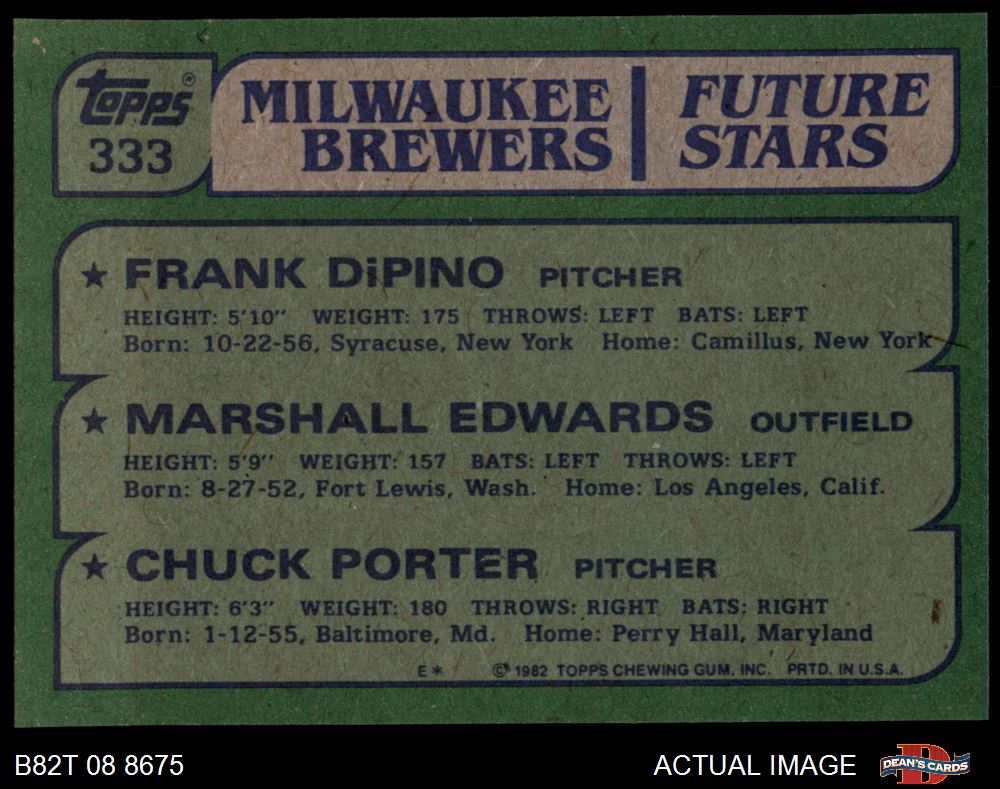 topps®
333
MILWAUKEE
BREWERS
FUTURE
STARS
★ FRANK DiPINO PITCHER
HEIGHT: 5'10" WEIGHT: 175 THROWS: LEFT BATS: LEFT
Born: 10-22-56, Syracuse, New York Home: Camillus, New York
★ MARSHALL EDWARDS OUTFIELD
HEIGHT: 5'9" WEIGHT: 157 BATS: LEFT THROWS: LEFT
Born: 8-27-52, Fort Lewis, Wash. Home: Los Angeles, Calif.
★ CHUCK PORTER PITCHER
HEIGHT: 6'3" WEIGHT: 180 THROWS: RIGHT BATS: RIGHT
Born: 1-12-55, Baltimore, Md. Home: Perry Hall, Maryland
E* © 1982 TOPPS CHEWING GUM, INC. PRTD. IN U.S.A.
B82T 08 8675
ACTUAL IMAGE
D
DEAN'S CARDS